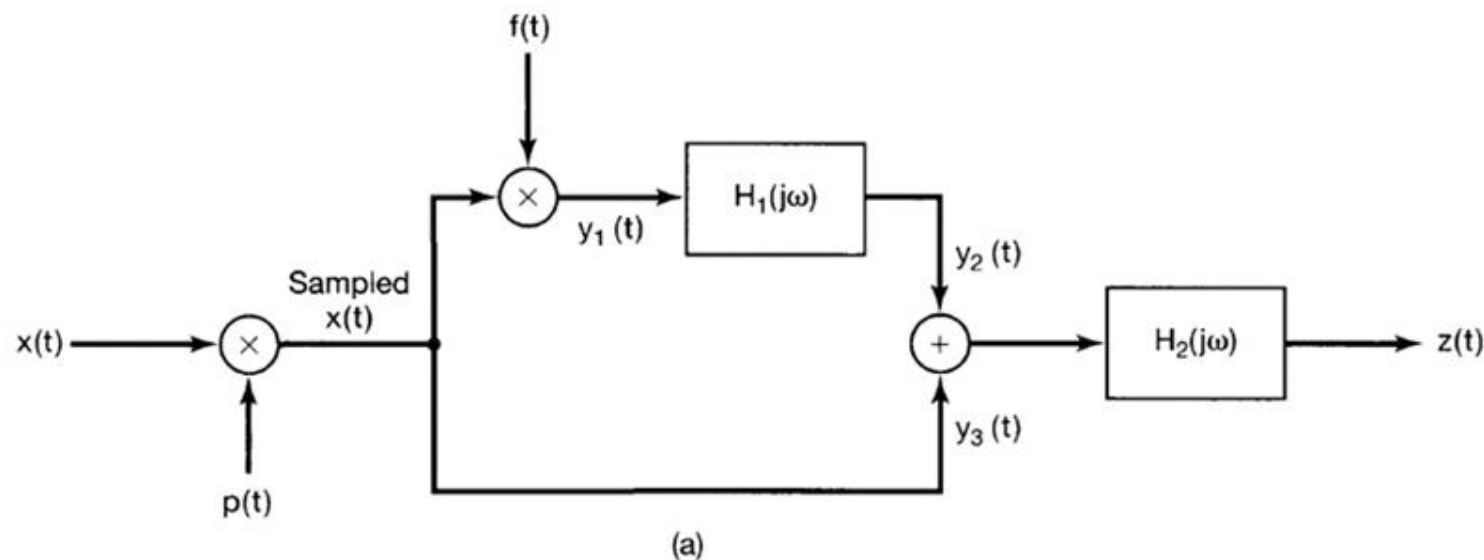 f(t)
×
y₁ (t)
H₁(jω)
y₂ (t)
Sampled
x(t)
x(t)
×
+
H₂(jω)
z(t)
y₃ (t)
p(t)
(a)